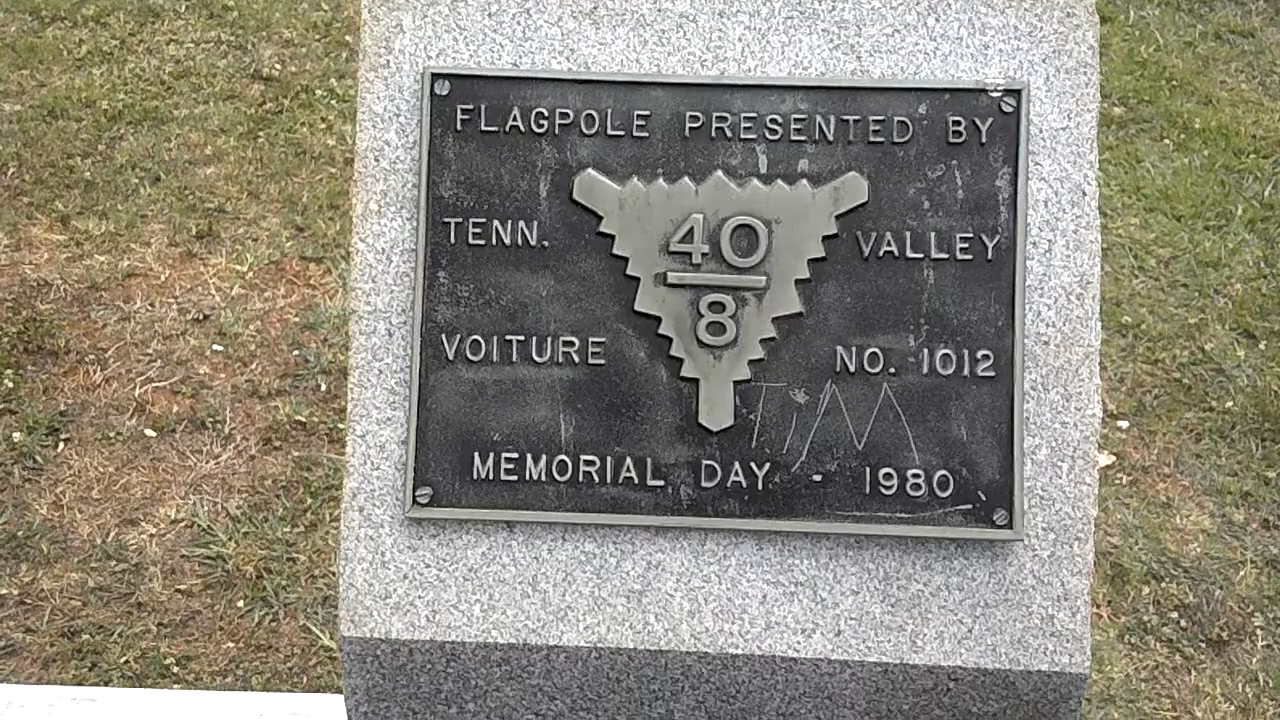 FLAGPOLE PRESENTED BY
TENN. 40 VALLEY
8
VOITURE NO. 1012
TIM
MEMORIAL DAY - 1980